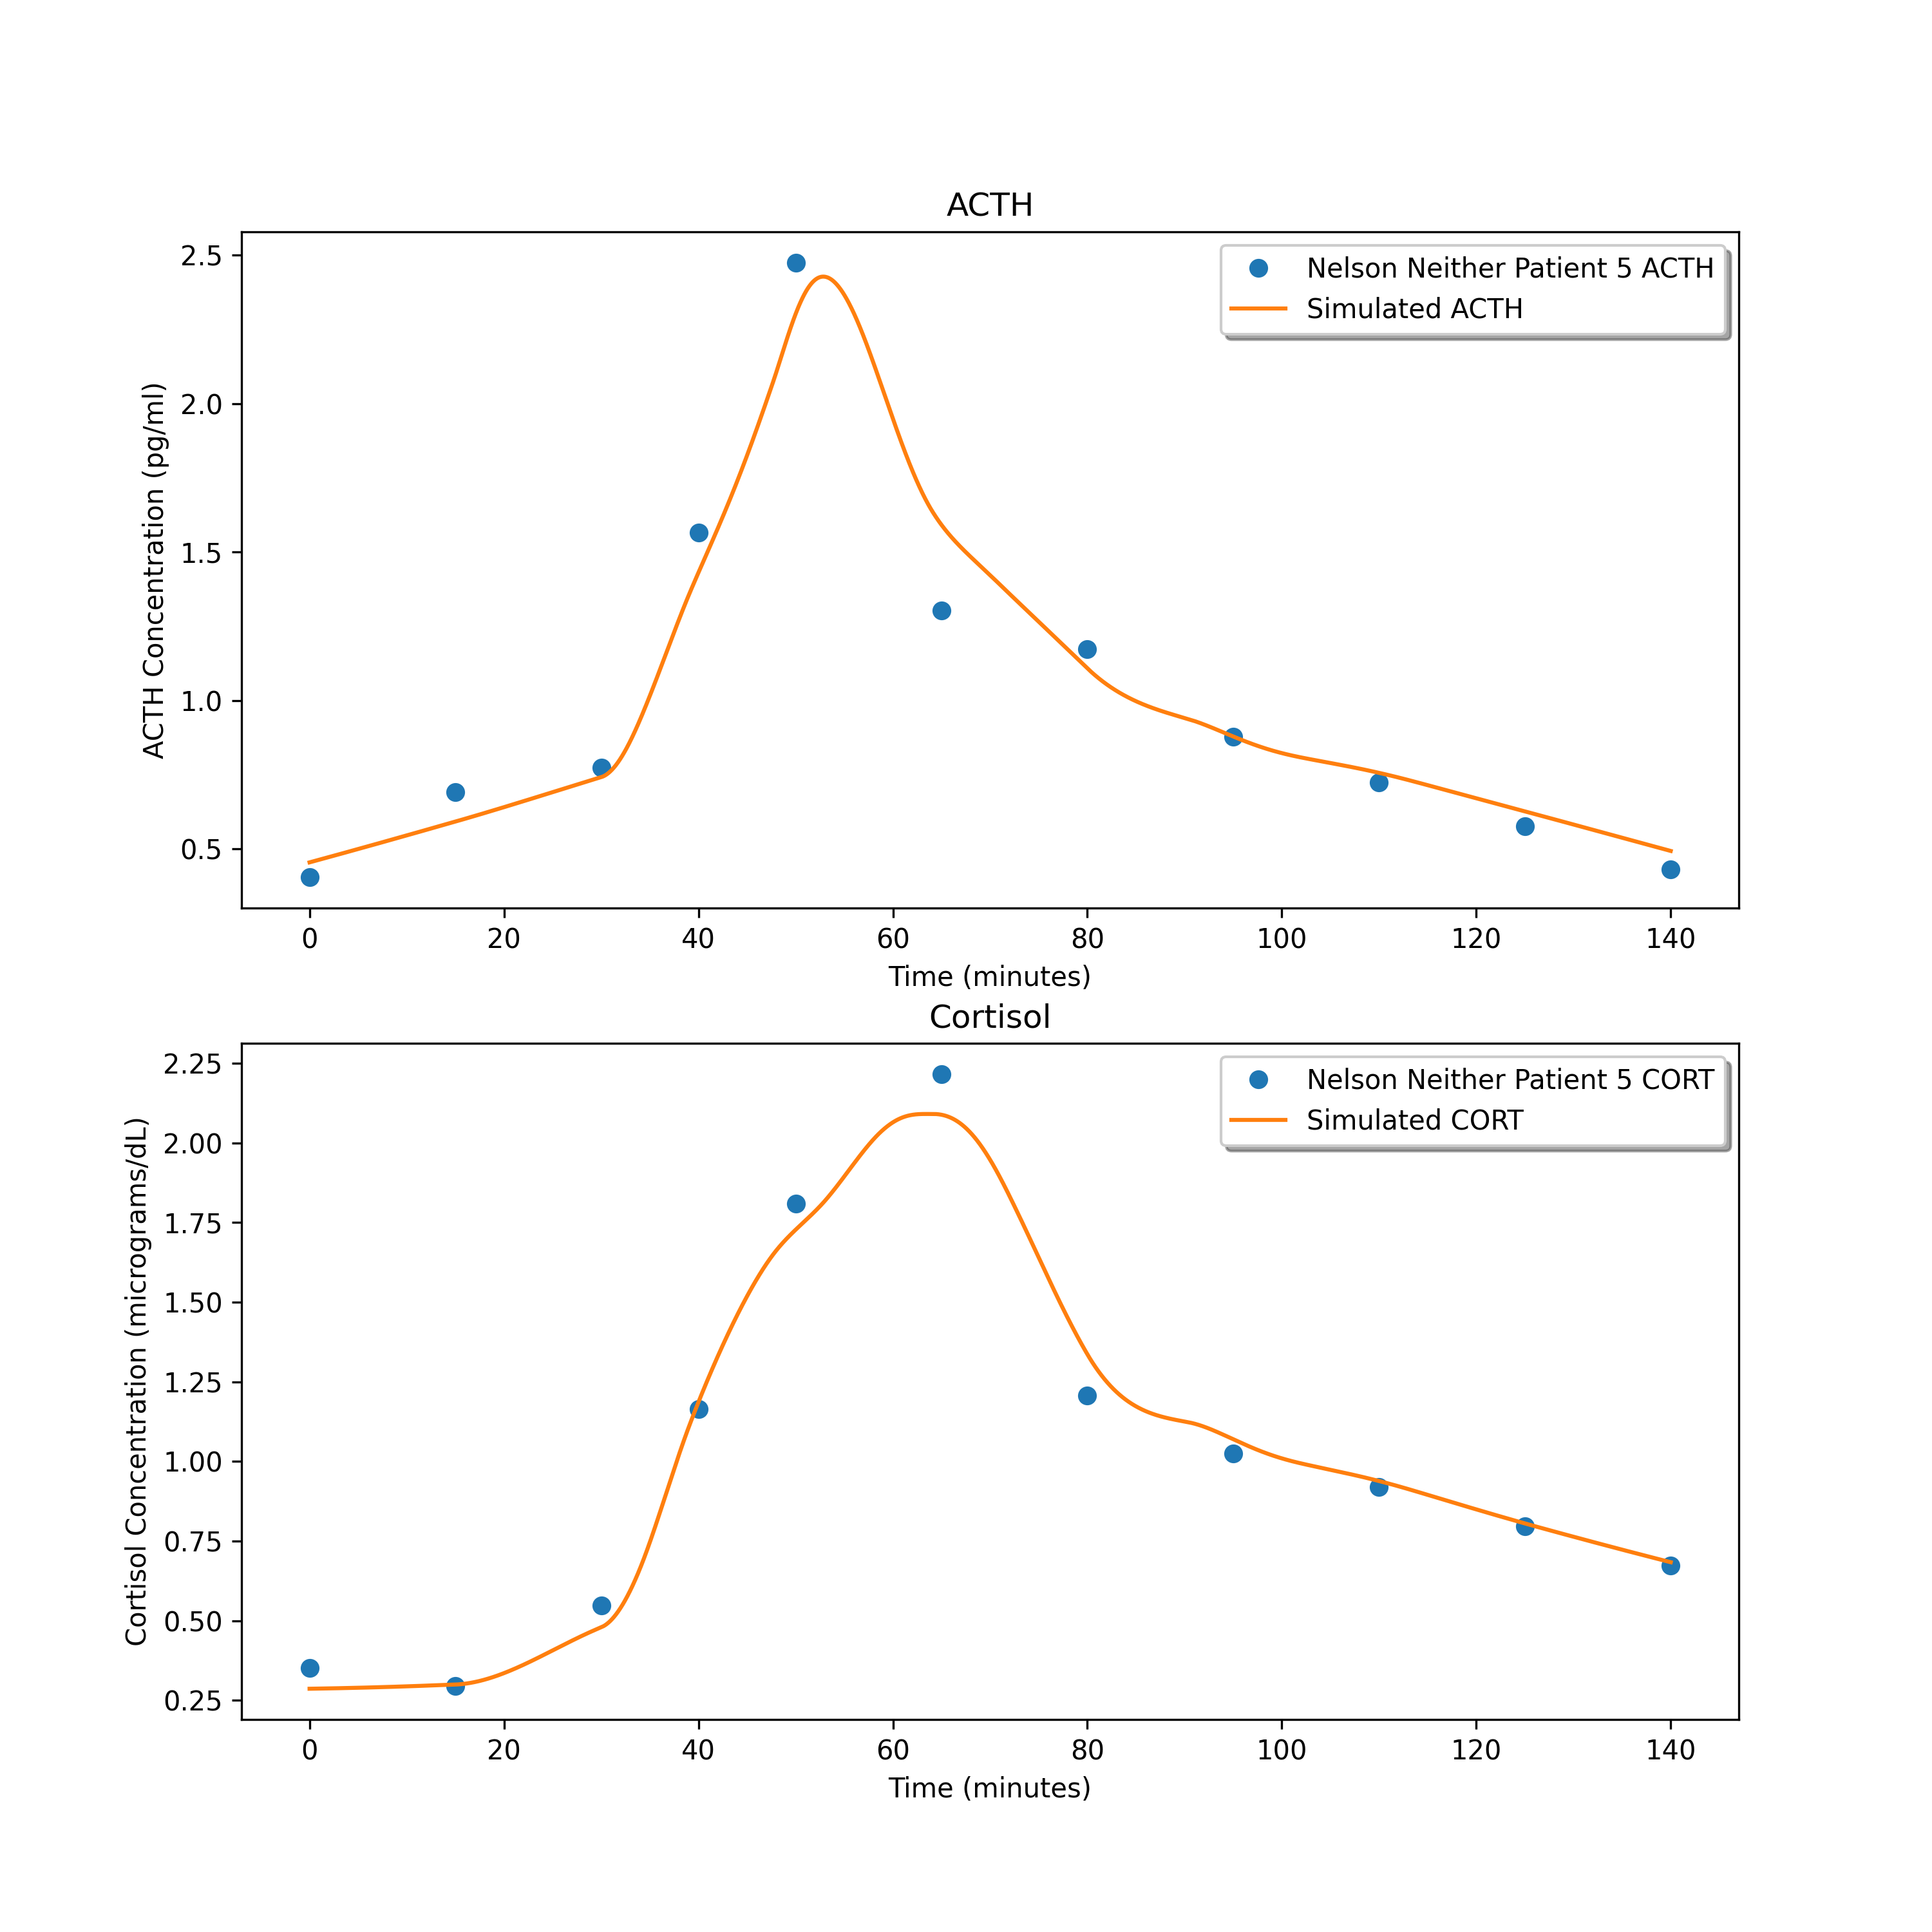 ACTH
2.5
2.0
1.5
1.0
0.5
ACTH Concentration (pg/ml)
Nelson Neither Patient 5 ACTH
Simulated ACTH
0 20 40 60 80 100 120 140
Time (minutes)
Cortisol
2.25
2.00
1.75
1.50
1.25
1.00
0.75
0.50
0.25
Cortisol Concentration (micrograms/dL)
Nelson Neither Patient 5 CORT
Simulated CORT
0 20 40 60 80 100 120 140
Time (minutes)